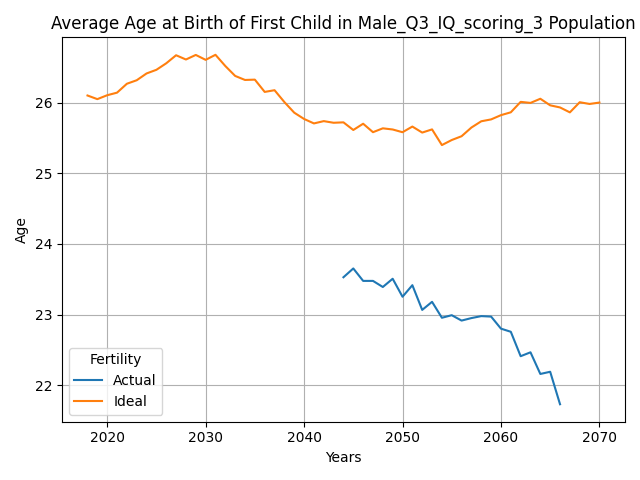 Average Age at Birth of First Child in Male_Q3_IQ_scoring_3 Population
Age
26
25
24
23
22
Fertility
Actual
Ideal
2020 2030 2040 2050 2060 2070
Years